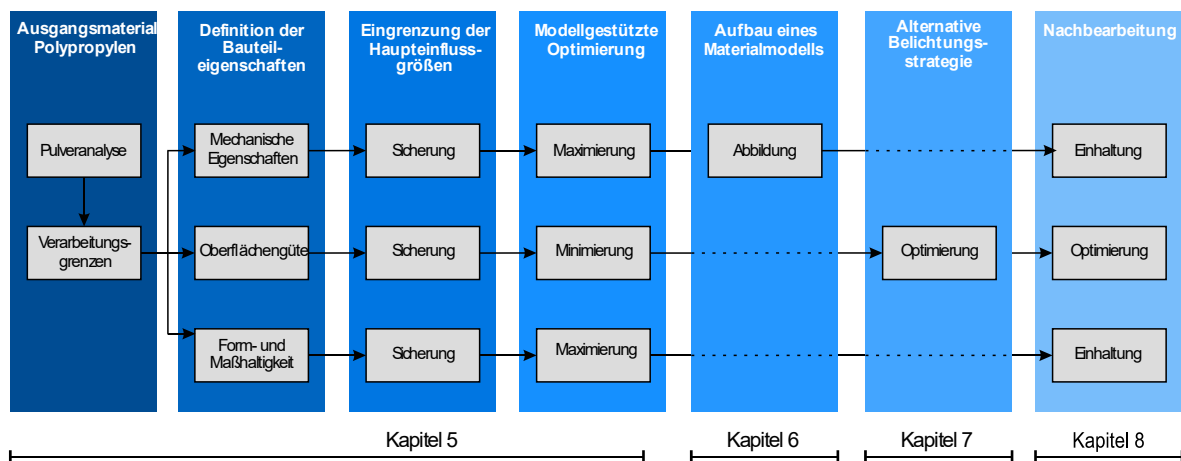 Ausgangsmaterial
Polypropylen
Definition der
Bauteil-
eigenschaften
Eingrenzung der
Haupteinfluss-
größen
Modellgestützte
Optimierung
Aufbau eines
Materialmodells
Alternative
Belichtungs-
strategie
Nachbearbeitung
Pulveranalyse
Mechanische
Eigenschaften
Sicherung
Maximierung
Abbildung
Einhaltung
Verarbeitungs-
grenzen
Oberflächengüte
Sicherung
Minimierung
Optimierung
Optimierung
Form- und
Maßhaltigkeit
Sicherung
Maximierung
Einhaltung
Kapitel 5
Kapitel 6
Kapitel 7
Kapitel 8